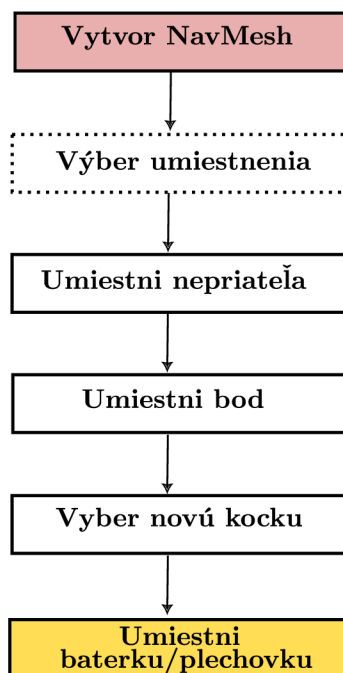 Vytvor NavMesh
Výber umiestnenia
Umiestni nepriateľa
Umiestni bod
Vyber novú kocku
Umiestni
baterku/plechovku